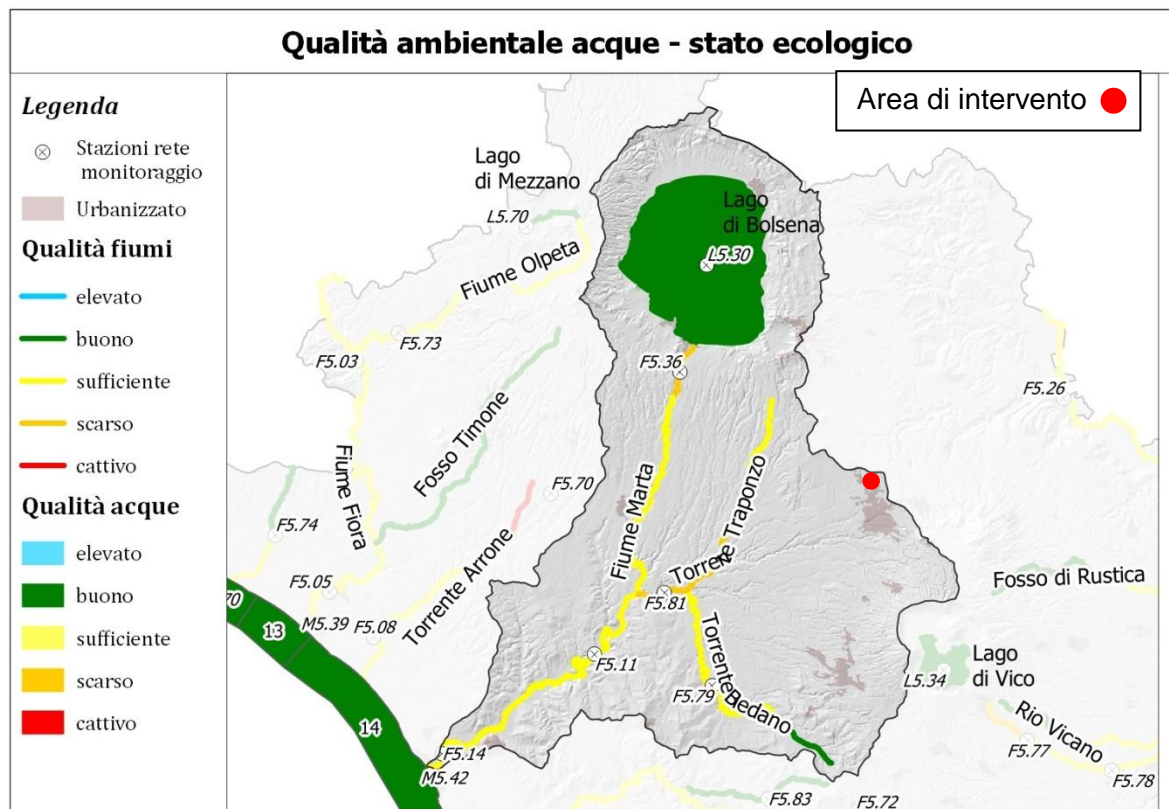 Qualità ambientale acque - stato ecologico
Legenda
Stazioni rete
monitoraggio
Urbanizzato
Qualità fiumi
elevato
buono
sufficiente
scarso
cattivo
Qualità acque
elevato
buono
sufficiente
scarso
cattivo
Area di intervento
Lago
di Mezzano
L5.70
Fiume Olpeta
F5.73
F5.03
Lago
di Bolsena
L5.30
F5.36
F5.26
Fosso Timone
Fiume Fiora
Fiume Marta
Torrente Traponzo
F5.70
F5.74
Torrente Arrone
F5.05
M5.39
F5.08
F5.81
Fosso di Rustica
70
13
14
F5.11
F5.79
Torrente Bedano
Lago
di Vico
L5.34
Rio Vicano
F5.77
F5.78
F5.14
M5.42
F5.83
F5.72